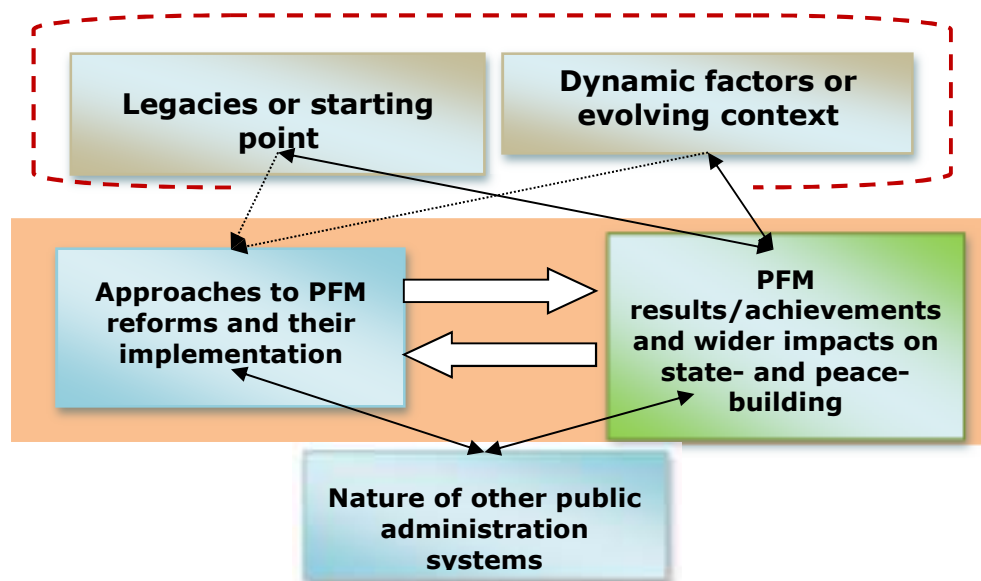 Legacies or starting
point
Dynamic factors or
evolving context
Approaches to PFM
reforms and their
implementation
PFM
results/achievements
and wider impacts on
state- and peace-
building
Nature of other public
administration
systems